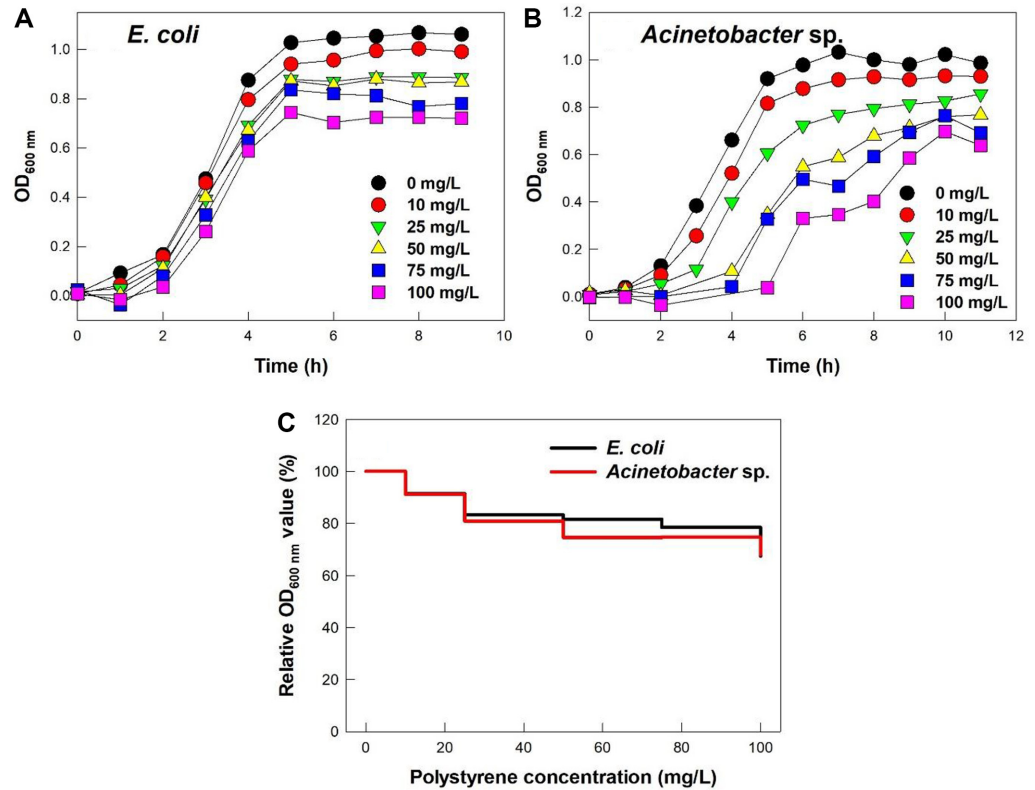 A
E. coli
OD600 nm
1.0
0.8
0.6
0.4
0.2
0.0
0 mg/L
10 mg/L
25 mg/L
50 mg/L
75 mg/L
100 mg/L
0 2 4 6 8 10
Time (h)
B
Acinetobacter sp.
OD600 nm
1.2
1.0
0.8
0.6
0.4
0.2
0.0
0 mg/L
10 mg/L
25 mg/L
50 mg/L
75 mg/L
100 mg/L
0 2 4 6 8 10 12
Time (h)
C
Relative OD600 nm value (%)
120
100
80
60
40
20
0
E. coli
Acinetobacter sp.
0 20 40 60 80 100
Polystyrene concentration (mg/L)